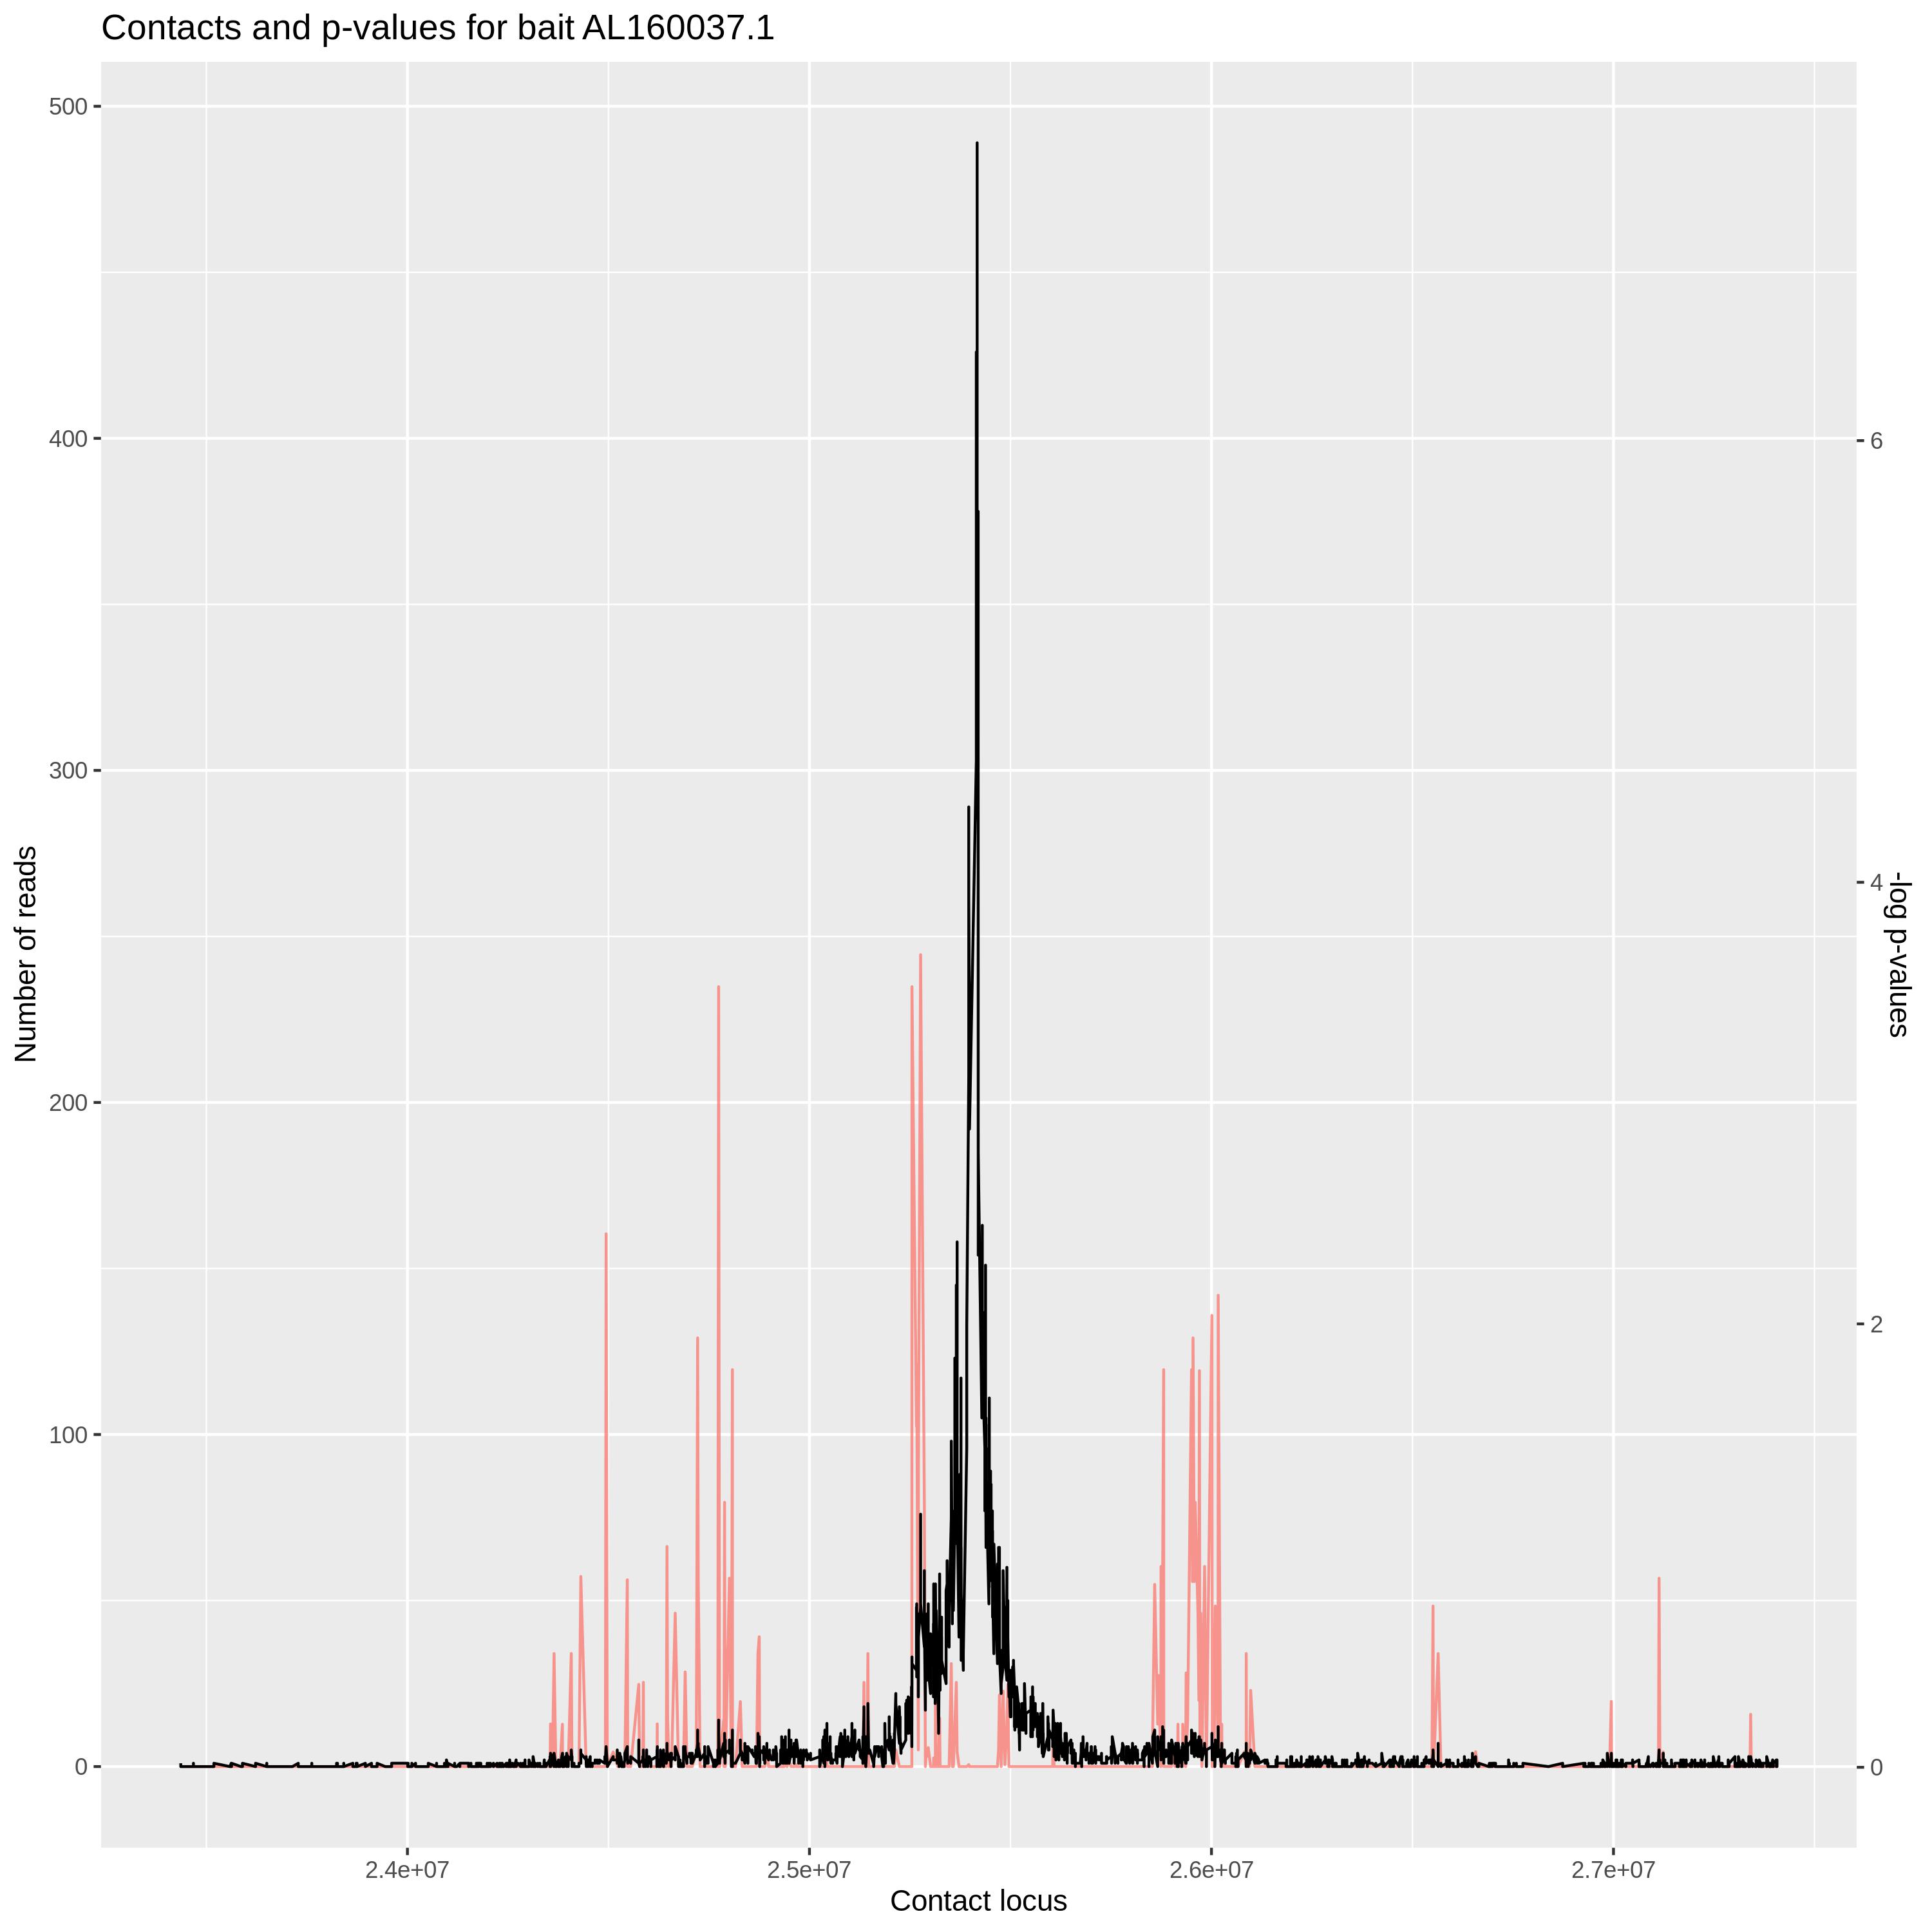 Contacts and p-values for bait AL160037.1
500
400
300
200
100
0
Number of reads
6
4
2
0
-log p-values
2.4e+07
2.5e+07
2.6e+07
2.7e+07
Contact locus